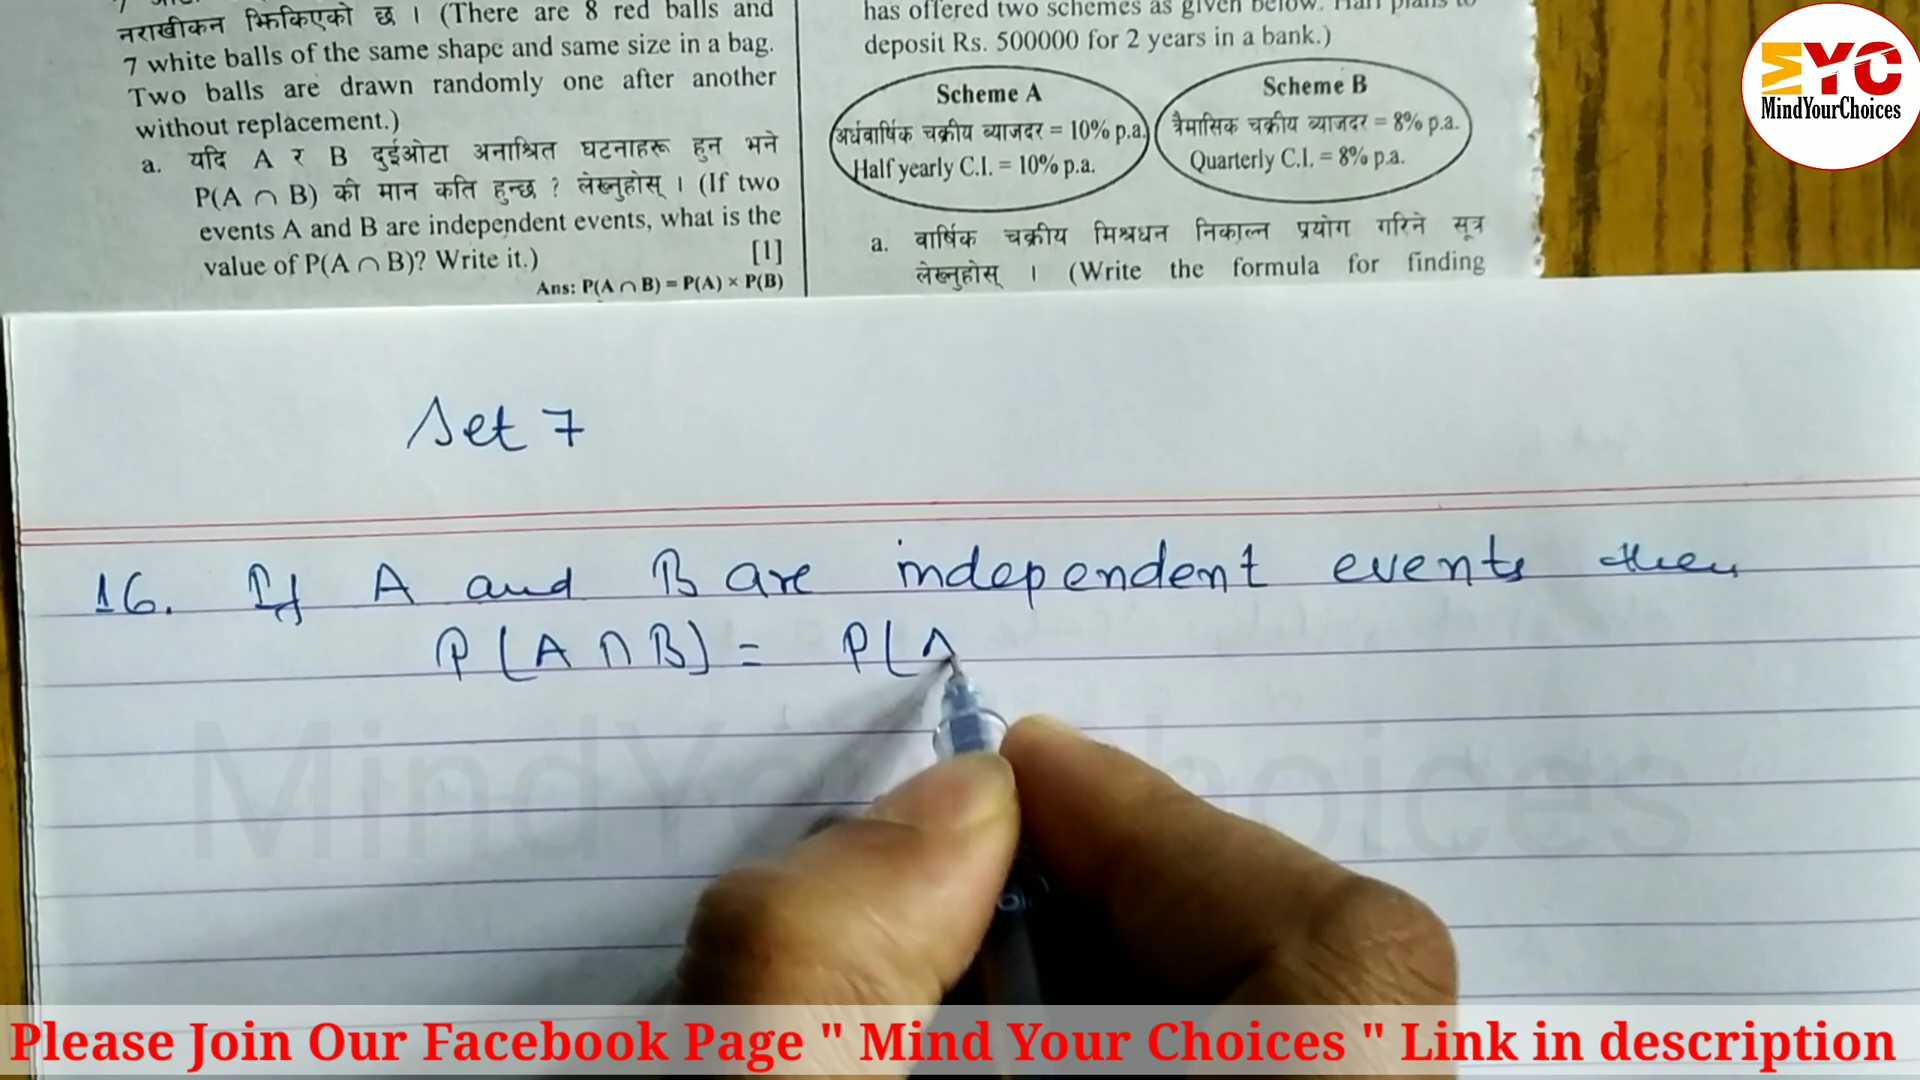 नराखीकन झिकिएको छ । (There are 8 red balls and
7 white balls of the same shape and same size in a bag.
Two balls are drawn randomly one after another
without replacement.)
a. यदि A र B दुईओटा अनाश्रित घटनाहरू हुन भने
P(A ∩ B) को मान कति हुन्छ ? लेख्नुहोस् । (If two
events A and B are independent events, what is the
value of P(A ∩ B)? Write it.) [1]
Ans: P(A ∩ B) = P(A) × P(B)
has offered two schemes as given below.
deposit Rs. 500000 for 2 years in a bank.)
Scheme A
अर्धवार्षिक चक्रीय ब्याजदर = 10% p.a.
Half yearly C.I. = 10% p.a.
Scheme B
त्रैमासिक चक्रीय ब्याजदर = 8% p.a.
Quarterly C.I. = 8% p.a.
a. वार्षिक चक्रीय मिश्रधन निकाल्न प्रयोग गरिने सूत्र
लेख्नुहोस् । (Write the formula for finding
MYC
MindYourChoices
Set 7
16. If A and B are independent events then
P(A ∩ B) = P(A
MindYourChoices
Please Join Our Facebook Page " Mind Your Choices " Link in description